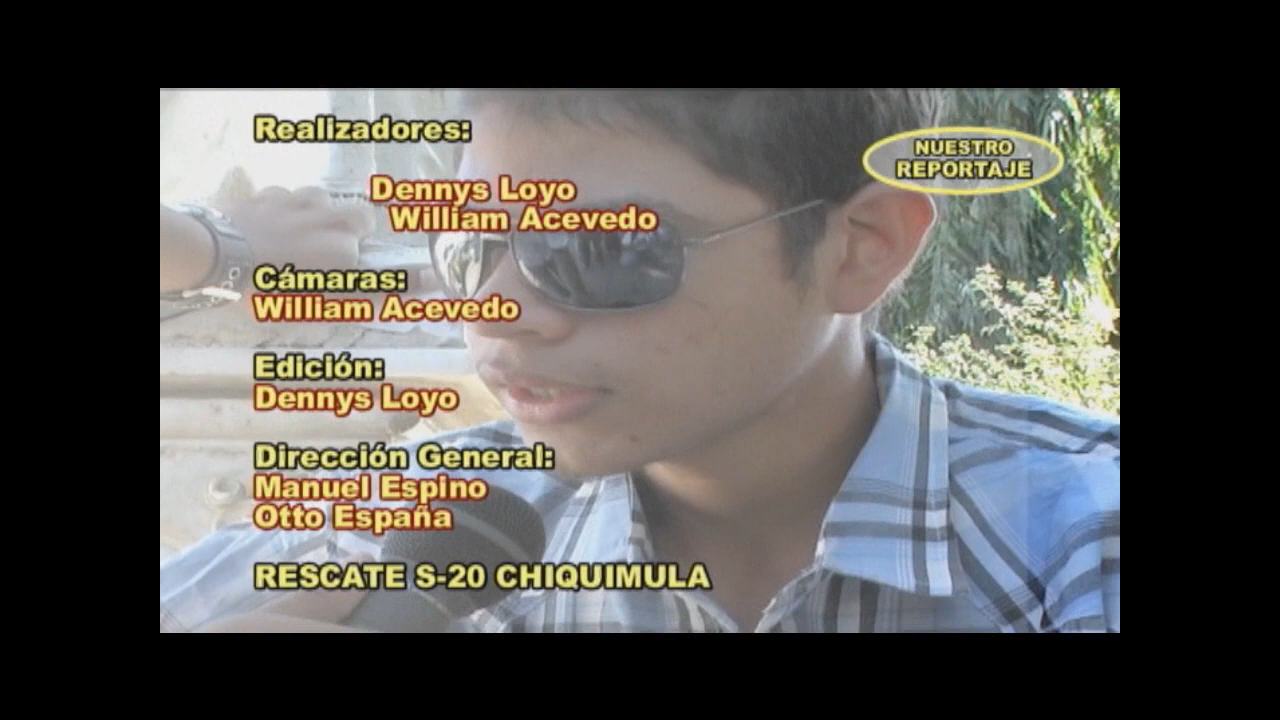 Realizadores:
NUESTRO
REPORTAJE
Dennys Loyo
William Acevedo
Cámaras:
William Acevedo
Edición:
Dennys Loyo
Dirección General:
Manuel Espino
Otto España
RESCATE S-20 CHIQUIMULA